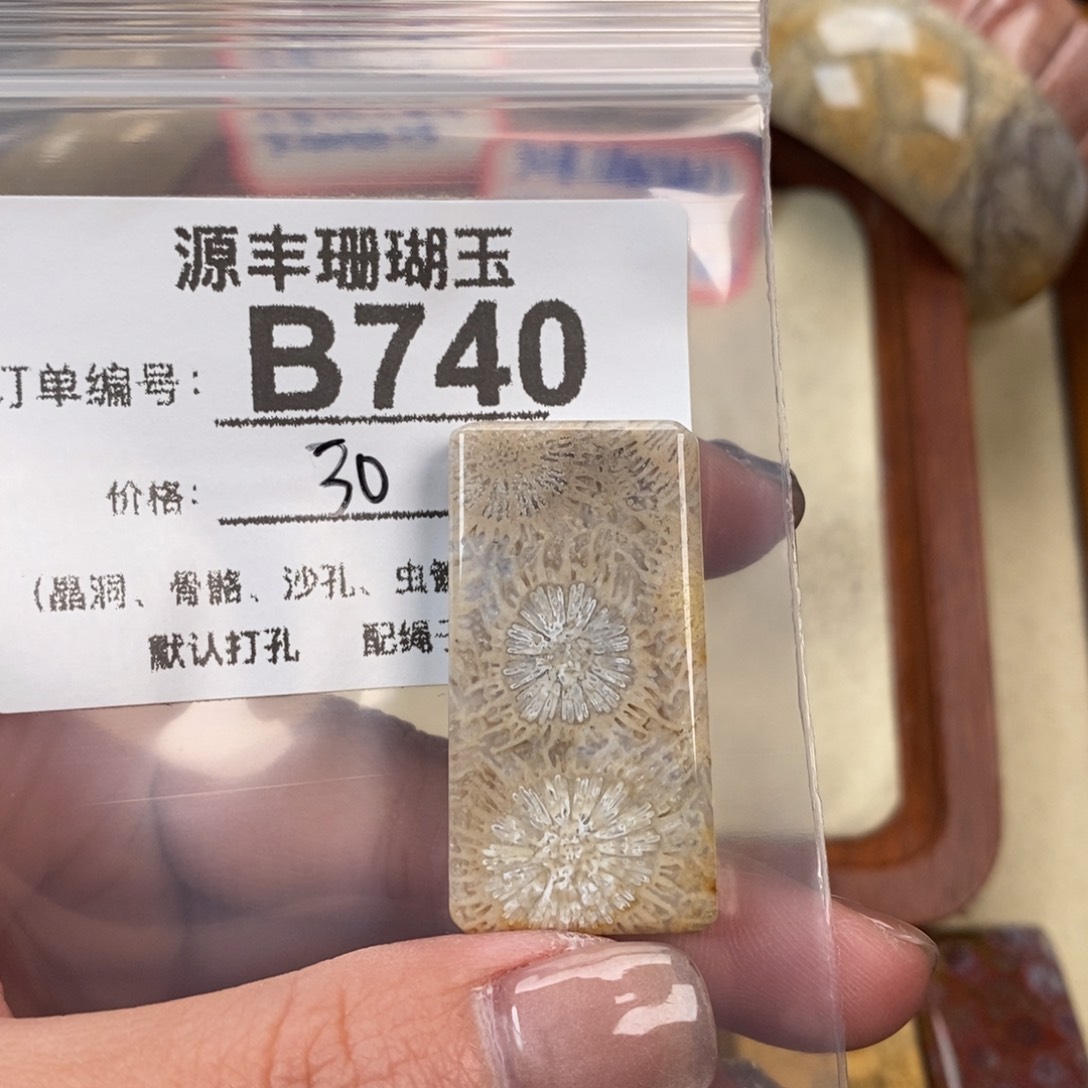 源丰珊瑚玉
订单编号: B740
价格: 30
(晶洞、骨骼、沙孔、虫
默认打孔 配绳